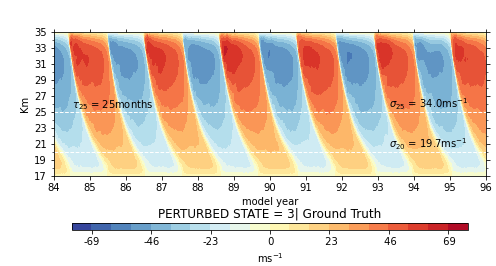 35
33
31
29
27
25
23
21
19
17
Km
τ25 = 25months
σ25 = 34.0ms−1
σ20 = 19.7ms−1
84 85 86 87 88 89 90 91 92 93 94 95 96
model year
PERTURBED STATE = 3| Ground Truth
-69 -46 -23 0 23 46 69
ms−1